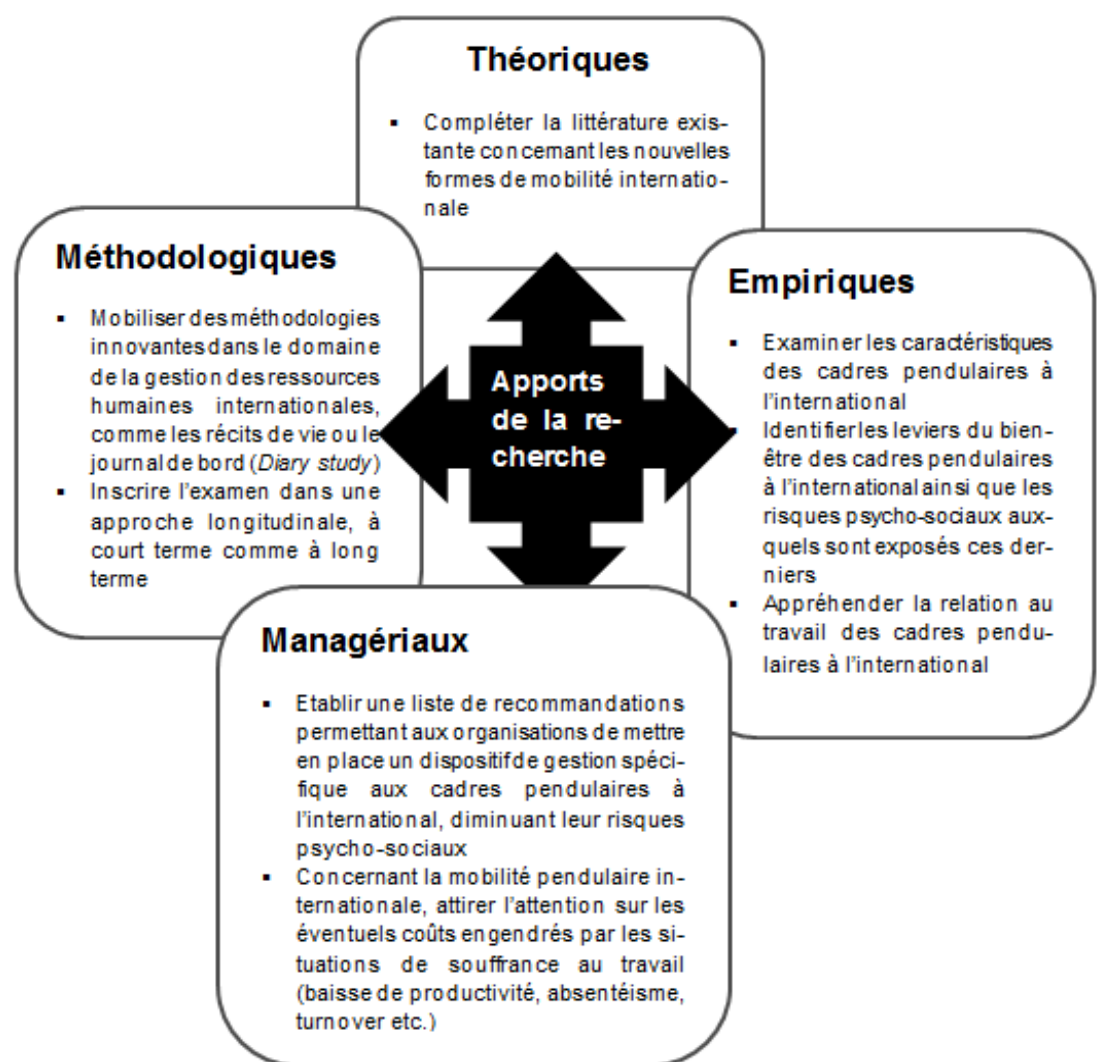 Théoriques
▪ Compléter la littérature exis-
tante concernant les nouvelles
formes de mobilité internatio-
nale
Méthodologiques
▪ Mobiliser des méthodologies
innovantes dans le domaine
de la gestion des ressources
humaines internationales,
comme les récits de vie ou le
journal de bord (Diary study)
▪ Inscrire l'examen dans une
approche longitudinale, à
court terme comme à long
terme
Apports
de la re-
cherche
Empiriques
▪ Examiner les caractéristiques
des cadres pendulaires à
l'international
▪ Identifier les leviers du bien-
être des cadres pendulaires
à l'international ainsi que les
risques psycho-sociaux aux-
quels sont exposés ces der-
niers
▪ Appréhender la relation au
travail des cadres pendu-
laires à l'international
Managériaux
▪ Etablir une liste de recommandations
permettant aux organisations de mettre
en place un dispositif de gestion spéci-
fique aux cadres pendulaires à
l'international, diminuant leur risques
psycho-sociaux
▪ Concernant la mobilité pendulaire in-
ternationale, attirer l'attention sur les
éventuels coûts engendrés par les si-
tuations de souffrance au travail
(baisse de productivité, absentéisme,
turnover etc.)